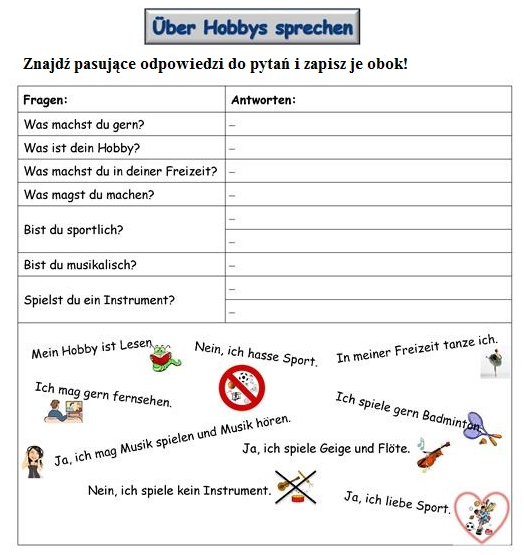 Über Hobbys sprechen
Znajdź pasujące odpowiedzi do pytań i zapisz je obok!
Fragen: Antworten:
Was machst du gern? –
Was ist dein Hobby? –
Was machst du in deiner Freizeit? –
Was magst du machen? –
Bist du sportlich? –
–
Bist du musikalisch? –
Spielst du ein Instrument? –
–
Mein Hobby ist Lesen.
Nein, ich hasse Sport.
In meiner Freizeit tanze ich.
Ich mag gern fernsehen.
Ich spiele gern Badminton.
Ja, ich mag Musik spielen und Musik hören.
Ja, ich spiele Geige und Flöte.
Nein, ich spiele kein Instrument.
Ja, ich liebe Sport.